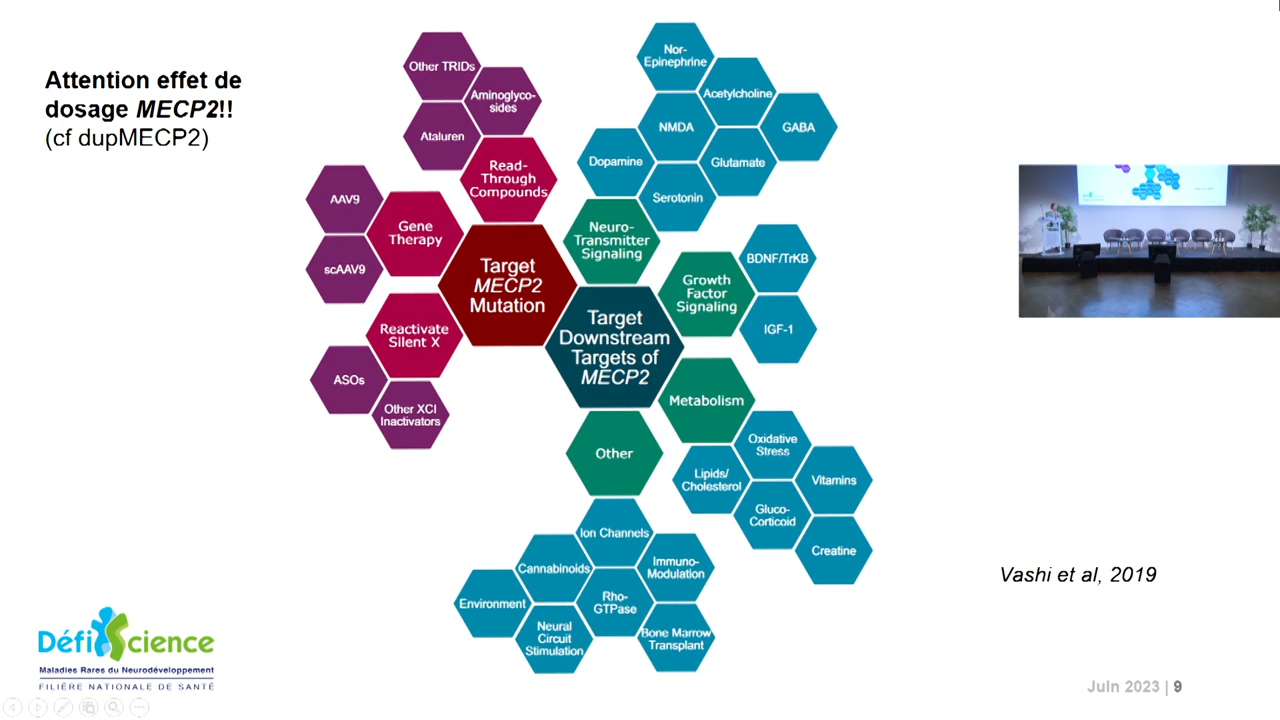 Attention effet de
dosage MECP2!!
(cf dupMECP2)
Other TRIDs
Aminoglyco-
sides
Ataluren
Read-
Through
Compounds
AAV9
Gene
Therapy
scAAV9
Target
MECP2
Mutation
Reactivate
Silent X
ASOs
Other XCI
Inactivators
Nor-
Epinephrine
Acetylcholine
NMDA
GABA
Dopamine
Glutamate
Serotonin
Neuro-
Transmitter
Signaling
BDNF/TrKB
Growth
Factor
Signaling
IGF-1
Target
Downstream
Targets of
MECP2
Metabolism
Oxidative
Stress
Lipids/
Cholesterol
Vitamins
Gluco-
Corticoid
Creatine
Other
Ion Channels
Cannabinoids
Immuno-
Modulation
Environment
Rho-
GTPase
Neural
Circuit
Stimulation
Bone Marrow
Transplant
Vashi et al, 2019
DéfiScience
Maladies Rares du Neurodéveloppement
FILIÈRE NATIONALE DE SANTÉ
Juin 2023 | 9